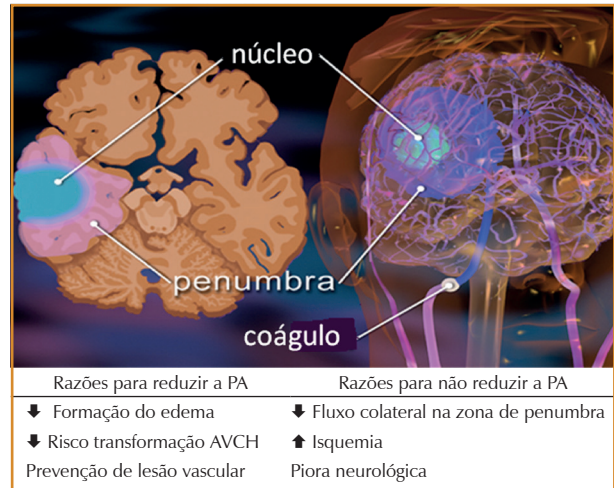 núcleo
penumbra
coágulo
Razões para reduzir a PA Razões para não reduzir a PA
🡇 Formação do edema 🡇 Fluxo colateral na zona de penumbra
🡇 Risco transformação AVCH 🡅 Isquemia
Prevenção de lesão vascular Piora neurológica